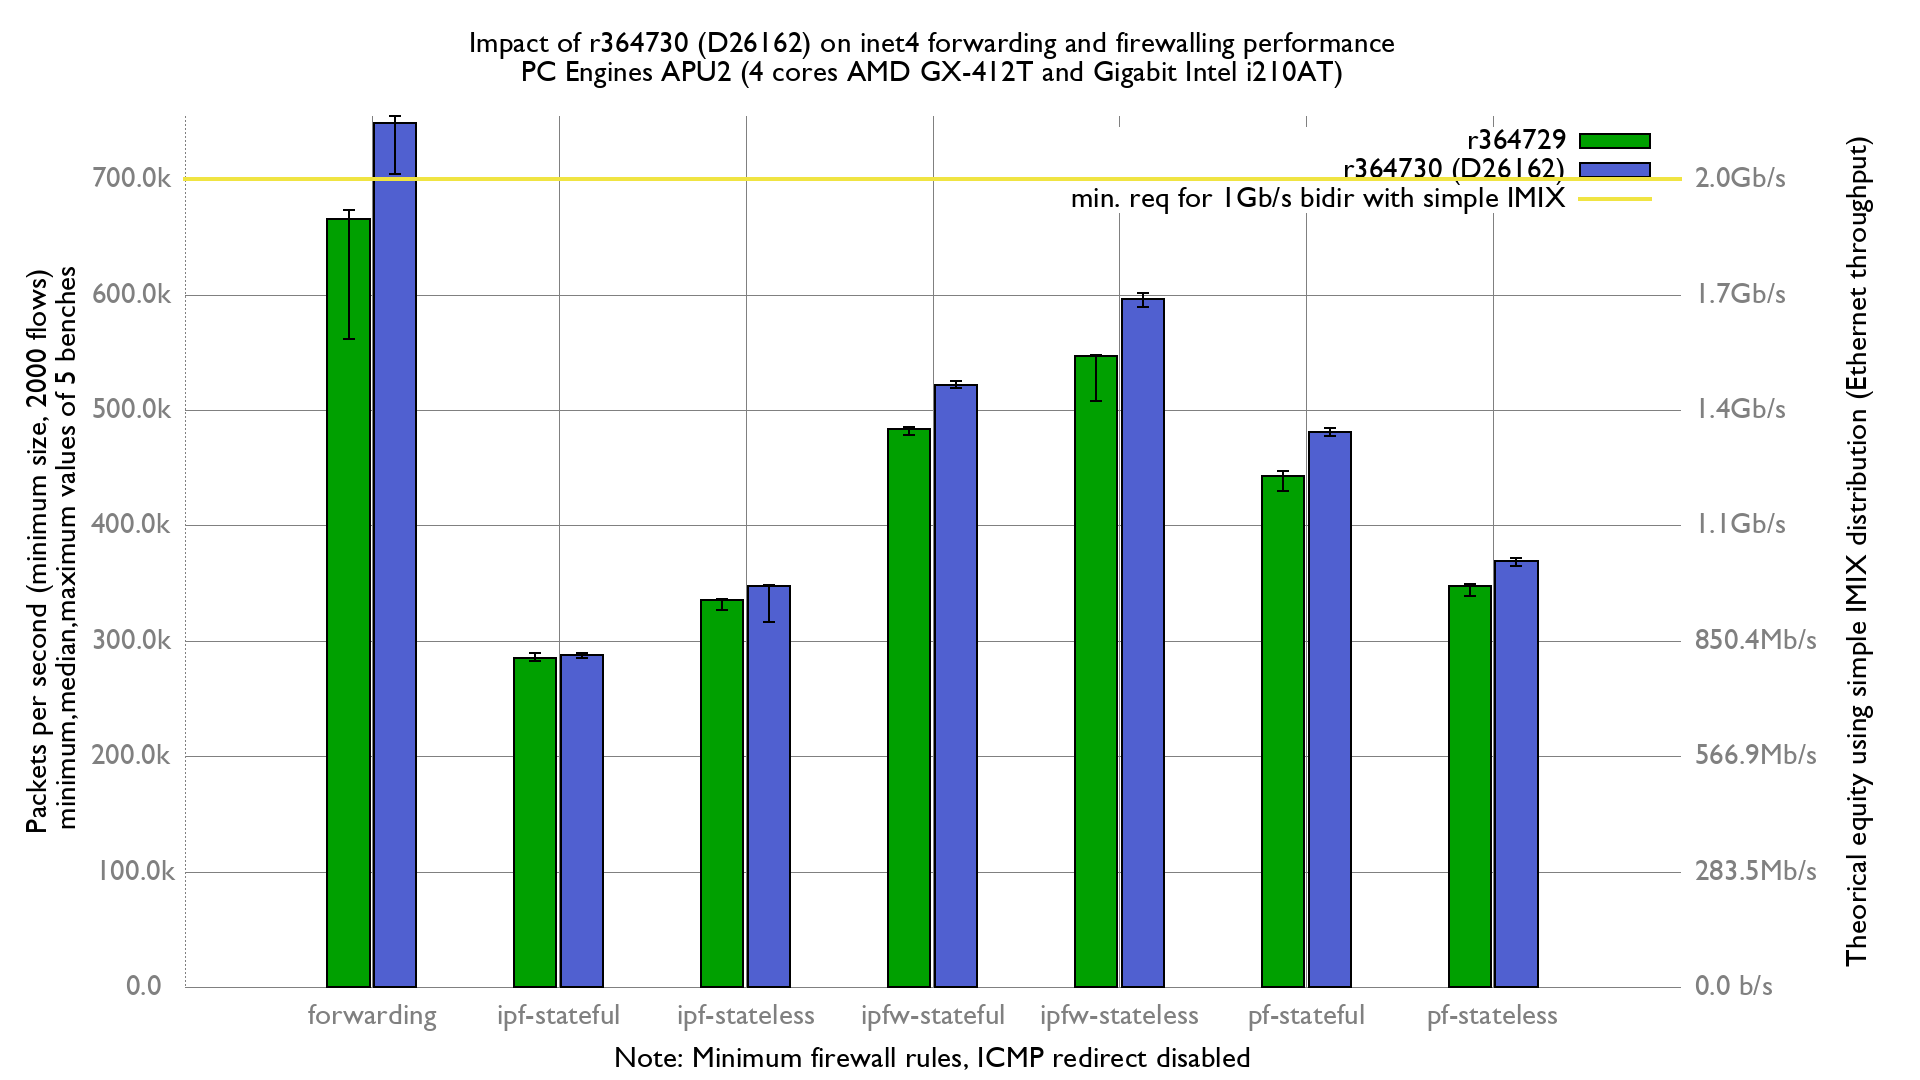 Impact of r364730 (D26162) on inet4 forwarding and firewalling performance
PC Engines APU2 (4 cores AMD GX-412T and Gigabit Intel i210AT)
r364729
r364730 (D26162)
min. req for 1Gb/s bidir with simple IMIX
Packets per second (minimum size, 2000 flows)
minimum,median,maximum values of 5 benches
700.0k
600.0k
500.0k
400.0k
300.0k
200.0k
100.0k
0.0
2.0Gb/s
1.7Gb/s
1.4Gb/s
1.1Gb/s
850.4Mb/s
566.9Mb/s
283.5Mb/s
0.0 b/s
Theorical equity using simple IMIX distribution (Ethernet throughput)
forwarding
ipf-stateful
ipf-stateless
ipfw-stateful
ipfw-stateless
pf-stateful
pf-stateless
Note: Minimum firewall rules, ICMP redirect disabled